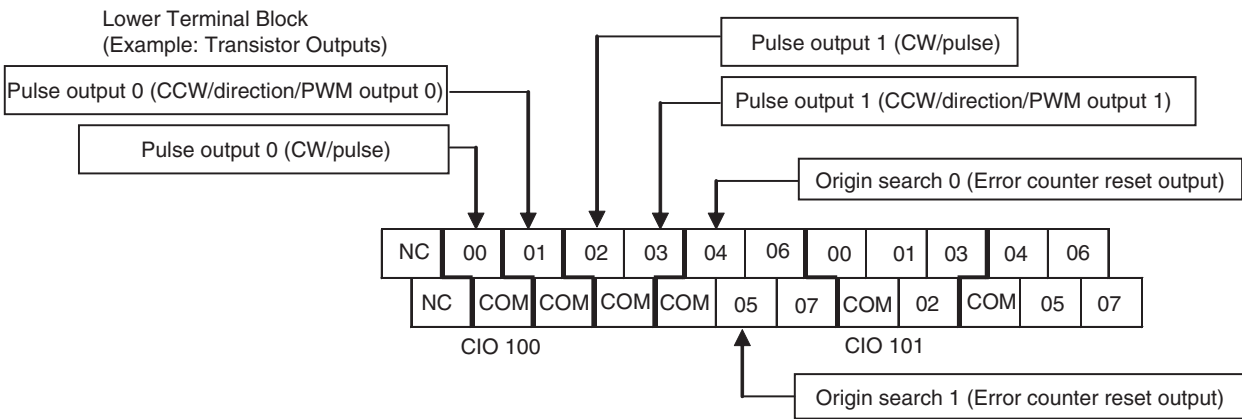 Lower Terminal Block
(Example: Transistor Outputs)
Pulse output 1 (CW/pulse)
Pulse output 0 (CCW/direction/PWM output 0)
Pulse output 1 (CCW/direction/PWM output 1)
Pulse output 0 (CW/pulse)
Origin search 0 (Error counter reset output)
NC 00 01 02 03 04 06 00 01 03 04 06
NC COM COM COM COM 05 07 COM 02 COM 05 07
CIO 100 CIO 101
Origin search 1 (Error counter reset output)